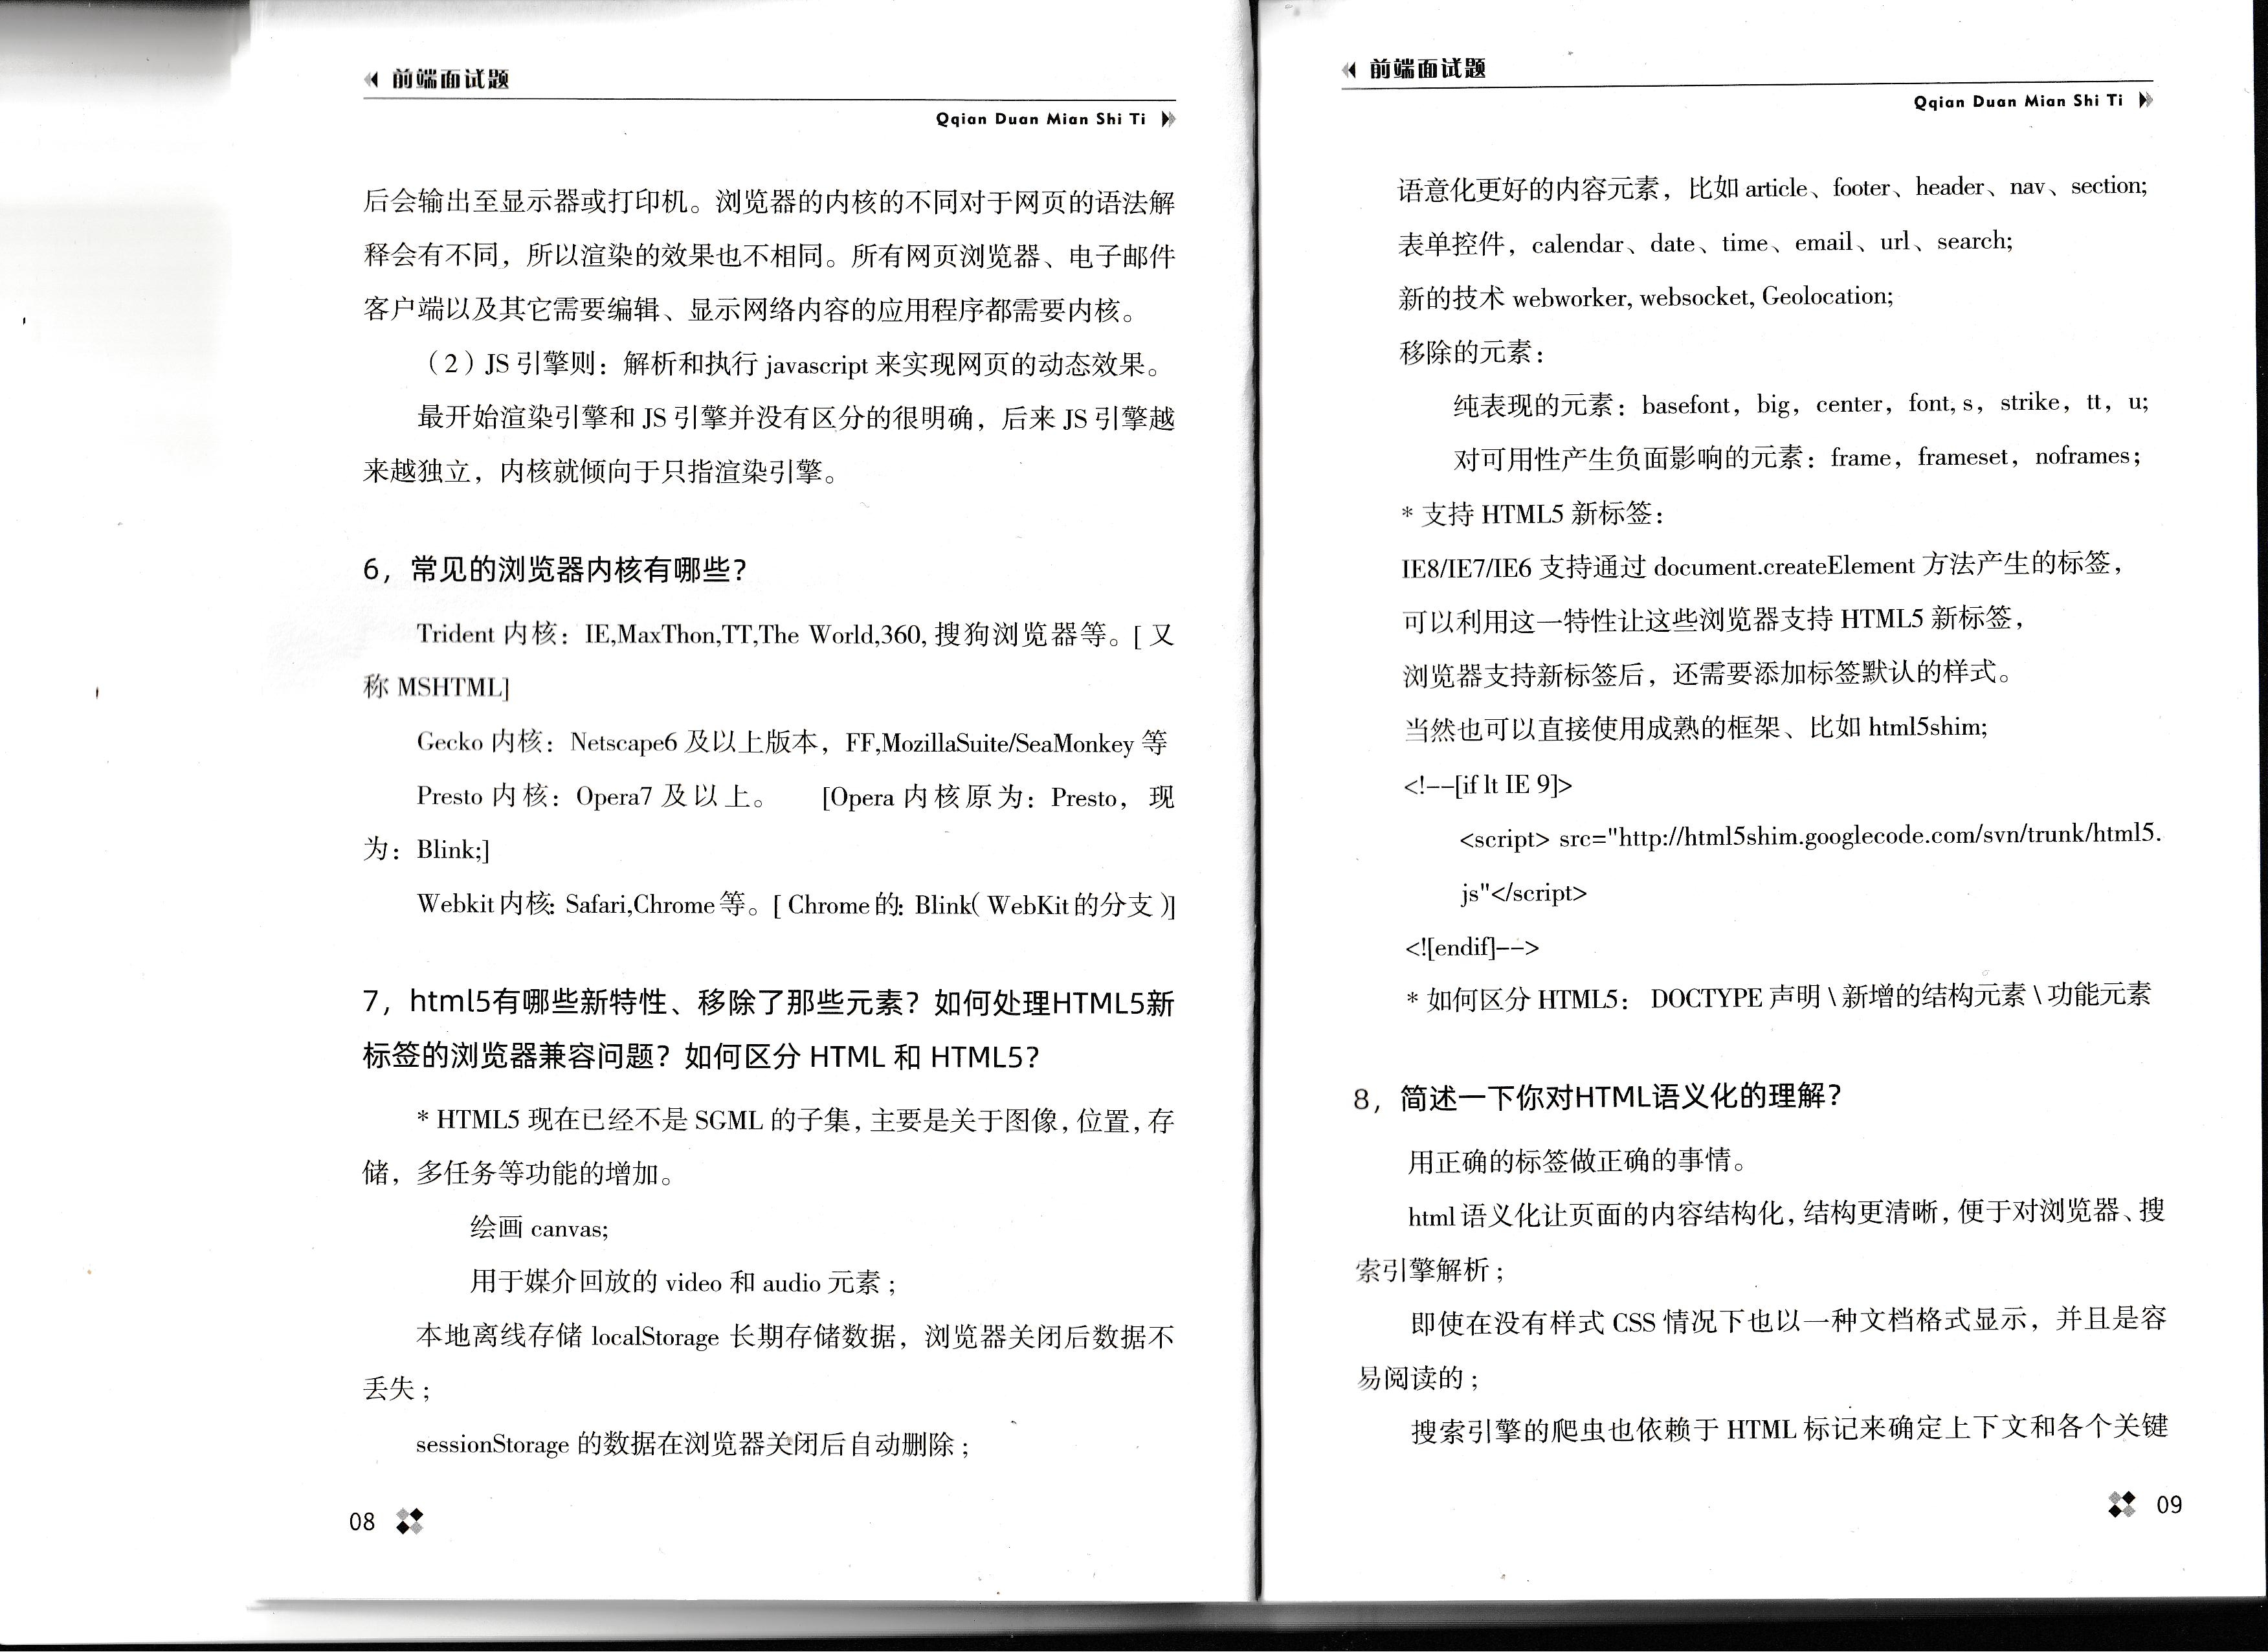 前端面试题
Qqian Duan Mian Shi Ti
后会输出至显示器或打印机。浏览器的内核的不同对于网页的语法解
释会有不同，所以渲染的效果也不相同。所有网页浏览器、电子邮件
客户端以及其它需要编辑、显示网络内容的应用程序都需要内核。
（2）JS 引擎则：解析和执行 javascript 来实现网页的动态效果。
最开始渲染引擎和 JS 引擎并没有区分的很明确，后来 JS 引擎越
来越独立，内核就倾向于只指渲染引擎。
6，常见的浏览器内核有哪些？
Trident 内核：IE,MaxThon,TT,The World,360,搜狗浏览器等。[ 又
称 MSHTML]
Gecko 内核：Netscape6 及以上版本，FF,MozillaSuite/SeaMonkey 等
Presto 内核：Opera7 及以上。 [Opera 内核原为：Presto，现
为：Blink;]
Webkit内核：Safari,Chrome等。[ Chrome的：Blink（WebKit的分支）]
7，html5有哪些新特性、移除了那些元素？如何处理HTML5新
标签的浏览器兼容问题？如何区分 HTML 和 HTML5？
* HTML5 现在已经不是 SGML 的子集，主要是关于图像，位置，存
储，多任务等功能的增加。
绘画 canvas;
用于媒介回放的 video 和 audio 元素；
本地离线存储 localStorage 长期存储数据，浏览器关闭后数据不
丢失；
sessionStorage 的数据在浏览器关闭后自动删除；
08
前端面试题
Qqian Duan Mian Shi Ti
语意化更好的内容元素，比如 article、footer、header、nav、section;
表单控件，calendar、date、time、email、url、search;
新的技术 webworker, websocket, Geolocation;
移除的元素：
纯表现的元素：basefont，big，center，font, s，strike，tt，u;
对可用性产生负面影响的元素：frame，frameset，noframes；
* 支持 HTML5 新标签：
IE8/IE7/IE6 支持通过 document.createElement 方法产生的标签，
可以利用这一特性让这些浏览器支持 HTML5 新标签，
浏览器支持新标签后，还需要添加标签默认的样式。
当然也可以直接使用成熟的框架、比如 html5shim;
<!--[if lt IE 9]>
<script> src="http://html5shim.googlecode.com/svn/trunk/html5.
js"</script>
<![endif]-->
* 如何区分 HTML5： DOCTYPE 声明 \ 新增的结构元素 \ 功能元素
8，简述一下你对HTML语义化的理解？
用正确的标签做正确的事情。
html 语义化让页面的内容结构化，结构更清晰，便于对浏览器、搜
索引擎解析；
即使在没有样式 CSS 情况下也以一种文档格式显示，并且是容
易阅读的；
搜索引擎的爬虫也依赖于 HTML 标记来确定上下文和各个关键
09